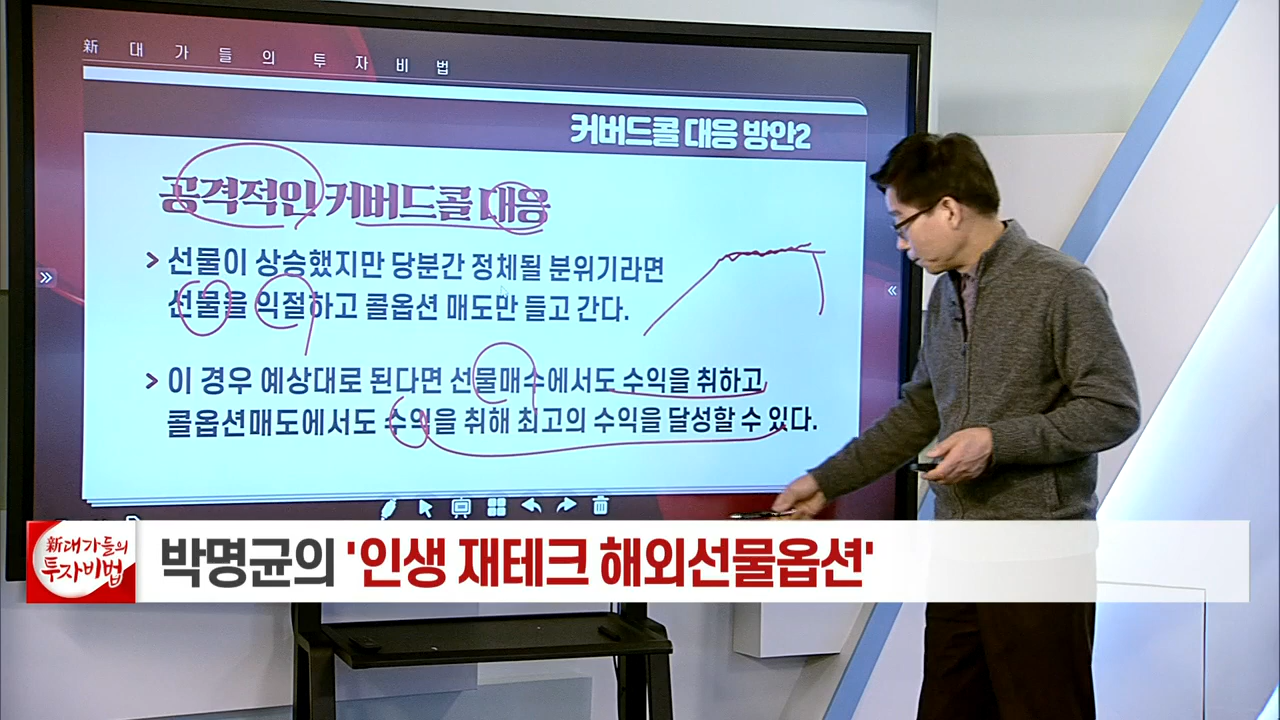 新 대 가 들 의 투 자 비 법
커버드콜 대응 방안2
공격적인 커버드콜 대응
> 선물이 상승했지만 당분간 정체될 분위기라면
선물을 익절하고 콜옵션 매도만 들고 간다.
> 이 경우 예상대로 된다면 선물매수에서도 수익을 취하고
콜옵션매도에서도 수익을 취해 최고의 수익을 달성할 수 있다.
新대가들의
투자비법
박명균의 '인생 재테크 해외선물옵션'